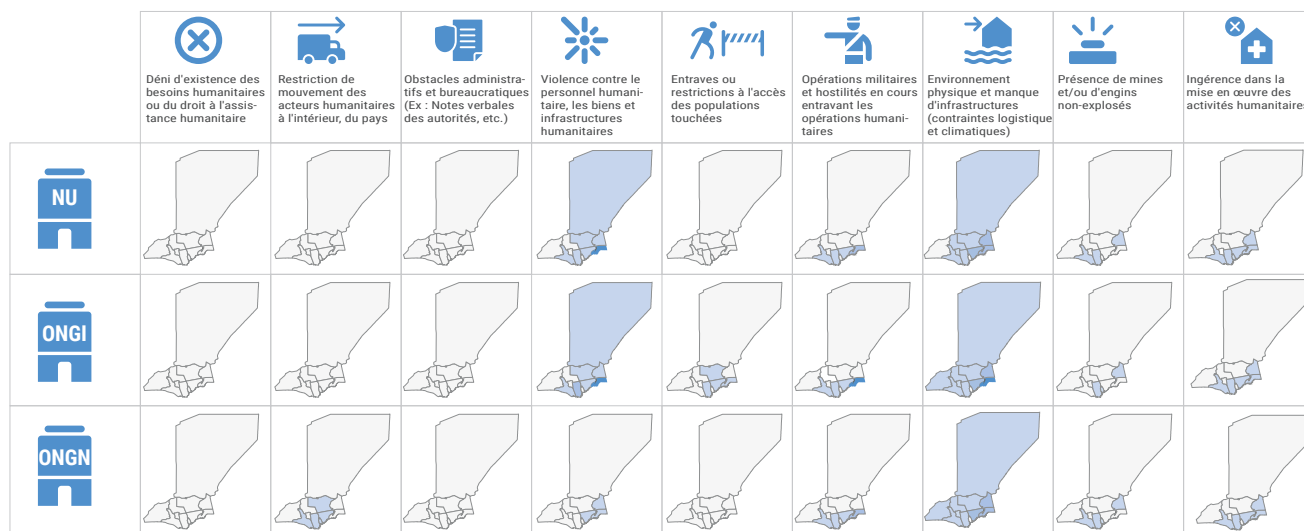 Déni d'existence des
besoins humanitaires
ou du droit à l'assis-
tance humanitaire
Restriction de
mouvement des
acteurs humanitaires
à l'intérieur, du pays
Obstacles administra-
tifs et bureaucratiques
(Ex : Notes verbales
des autorités, etc.)
Violence contre le
personnel humani-
taire, les biens et
infrastructures
humanitaires
Entraves ou
restrictions à l'accès
des populations
touchées
Opérations militaires
et hostilités en cours
entravant les
opérations humani-
taires
Environnement
physique et manque
d'infrastructures
(contraintes logistique
et climatiques)
Présence de mines
et/ou d'engins
non-explosés
Ingérence dans la
mise en œuvre des
activités humanitaires
NU
ONGI
ONGN